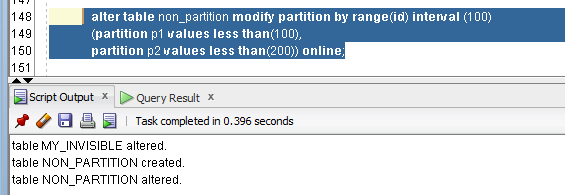 147
148 alter table non_partition modify partition by range(id) interval (100)
149 (partition p1 values less than(100),
150 partition p2 values less than(200)) online;
151
Script Output x Query Result x
Task completed in 0.396 seconds
table MY_INVISIBLE altered.
table NON_PARTITION created.
table NON_PARTITION altered.